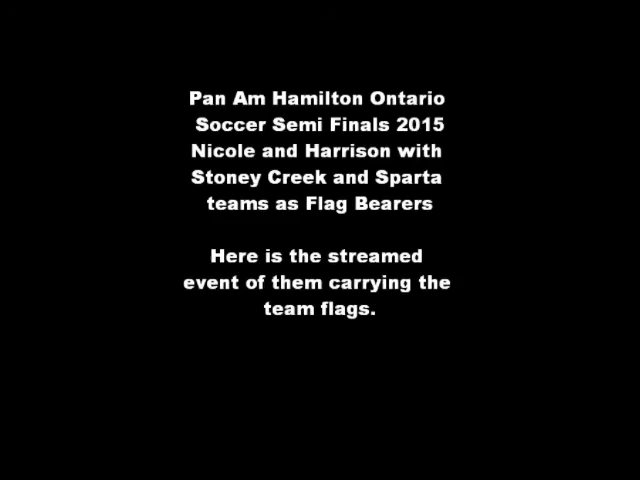 Pan Am Hamilton Ontario
Soccer Semi Finals 2015
Nicole and Harrison with
Stoney Creek and Sparta
teams as Flag Bearers
Here is the streamed
event of them carrying the
team flags.